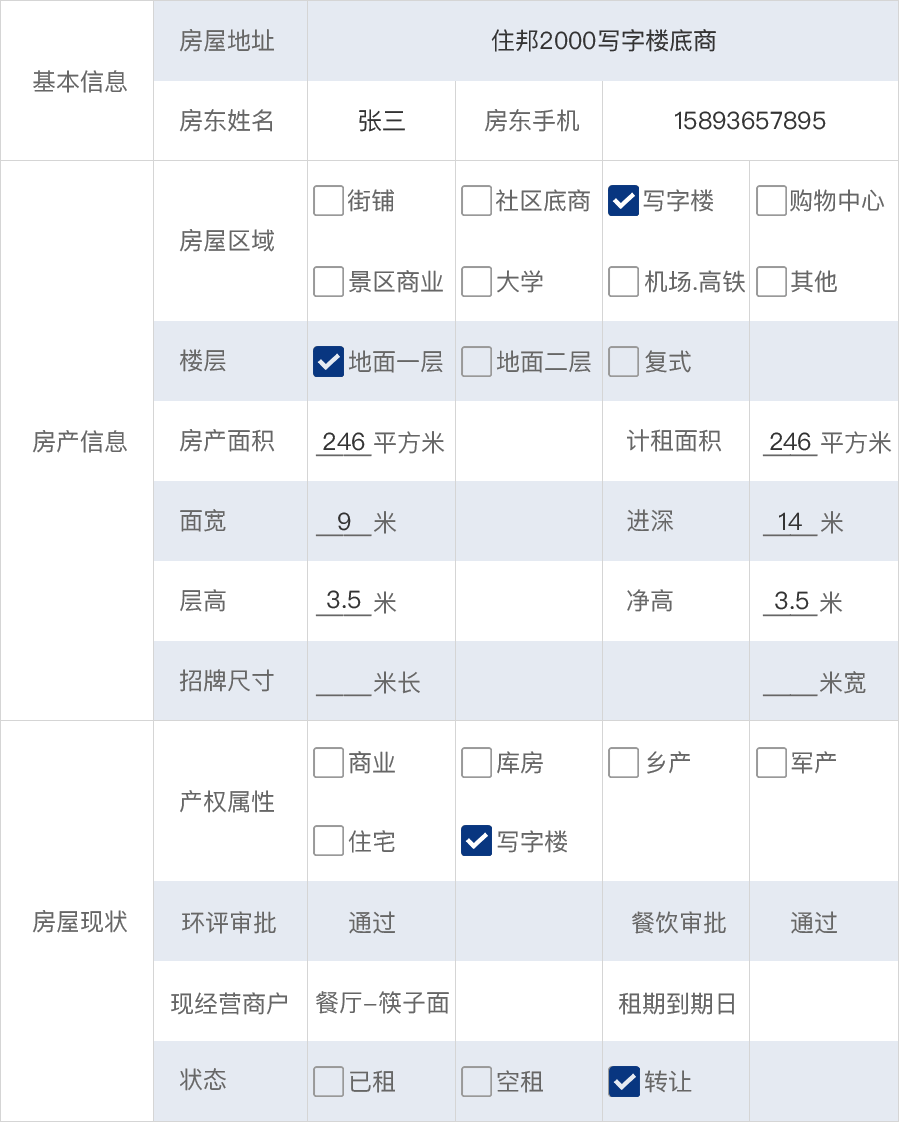 基本信息
房屋地址 住邦2000写字楼底商
房东姓名 张三 房东手机 15893657895
房产信息
房屋区域
街铺 社区底商 写字楼 购物中心
景区商业 大学 机场.高铁 其他
楼层 地面一层 地面二层 复式
房产面积 246 平方米 计租面积 246 平方米
面宽 9 米 进深 14 米
层高 3.5 米 净高 3.5 米
招牌尺寸 ____米长 ____米宽
房屋现状
产权属性
商业 库房 乡产 军产
住宅 写字楼
环评审批 通过 餐饮审批 通过
现经营商户 餐厅–筷子面 租期到期日
状态 已租 空租 转让